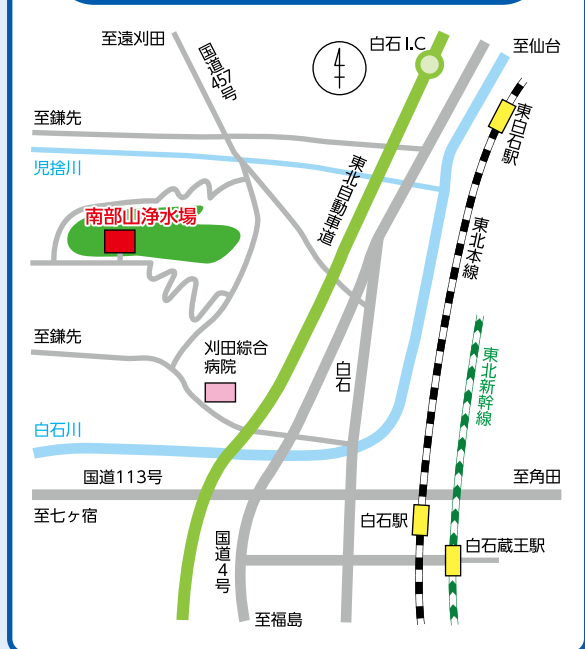 至遠刈田
国道457号
白石I.C
至仙台
東白石駅
至鎌先
児捨川
東北自動車道
南部山浄水場
東北本線
至鎌先
刈田綜合
病院
白石
東北新幹線
白石川
国道113号
至角田
至七ヶ宿
白石駅
国道4号
白石蔵王駅
至福島